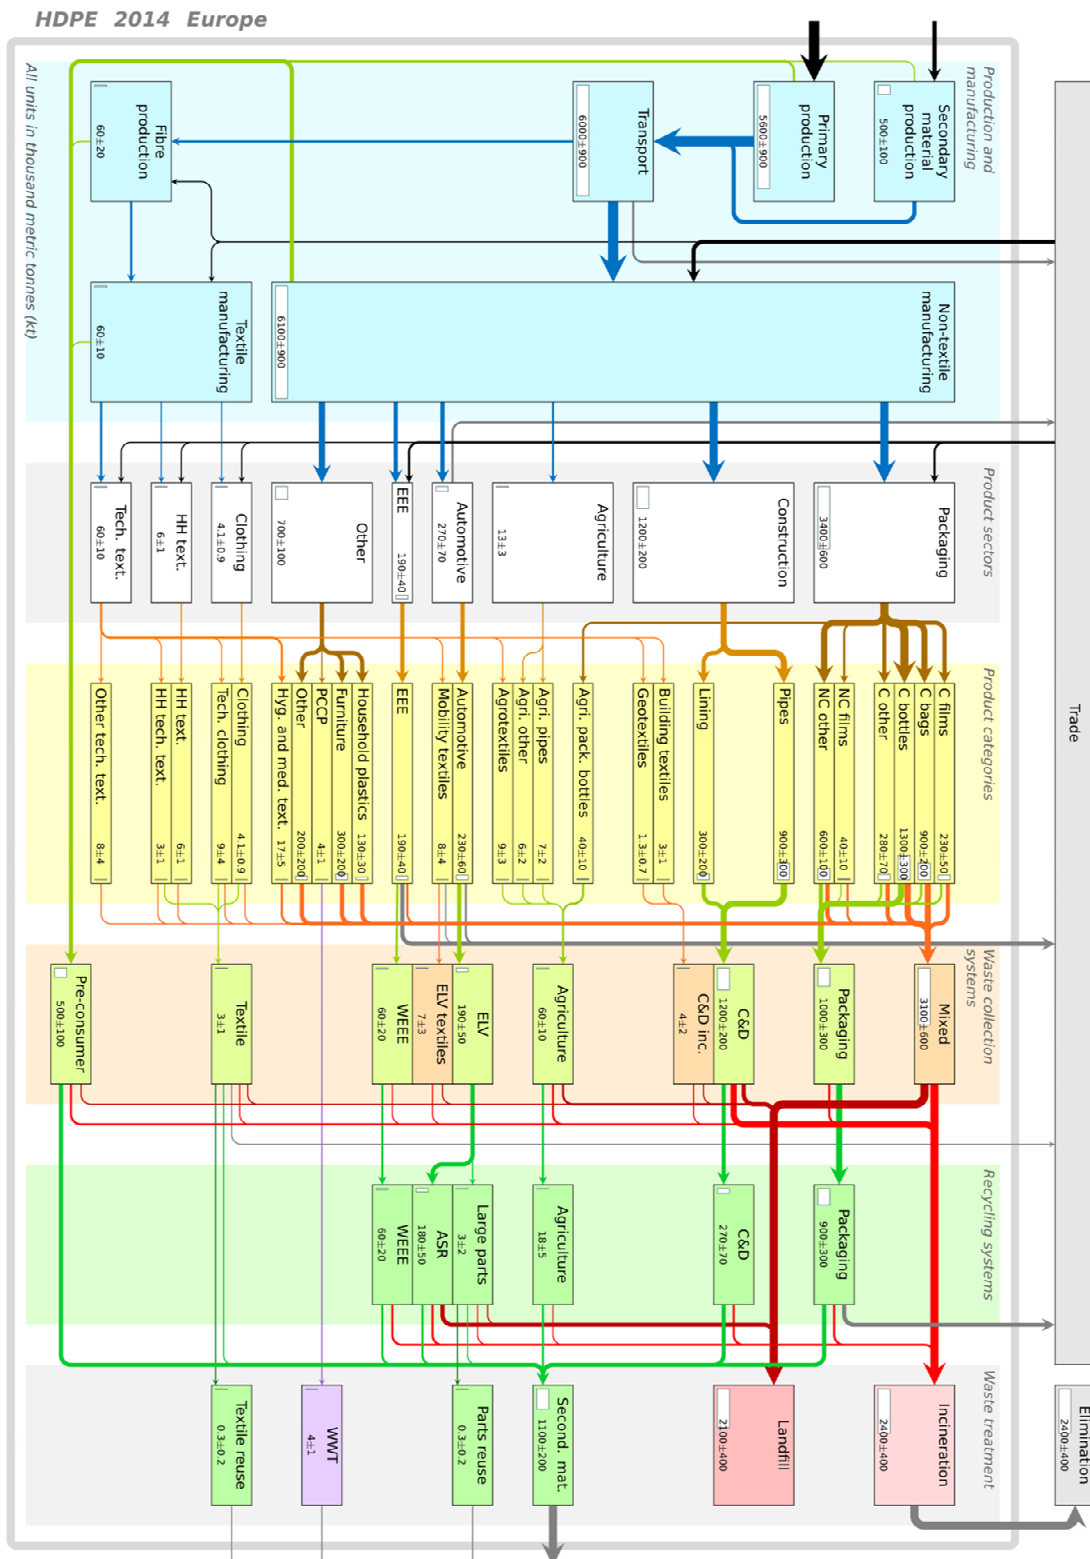 HDPE 2014 Europe
All units in thousand metric tonnes (kt)
Production and
manufacturing
Secondary
material
production
500±100
Primary
production
5600±900
Transport
6000±900
Fibre
production
60±20
Non-textile
manufacturing
6100±900
Textile
manufacturing
60±10
Trade
Product sectors
Packaging
3400±600
Construction
1200±200
Agriculture
13±3
Automotive
270±70
EEE
190±40
Other
700±100
Clothing
4.1±0.9
HH text.
6±1
Tech. text.
60±10
Product categories
C films
230±50
C bags
900±200
C bottles
1300±300
C other
280±70
NC films
40±10
NC other
600±100
Pipes
900±300
Lining
300±200
Building textiles
3±1
Geotextiles
1.3±0.7
Agri. pack. bottles
40±10
Agri. pipes
7±2
Agri. other
6±2
Agrotextiles
9±3
Automotive
230±60
Mobility textiles
8±4
EEE
190±40
Household plastics
130±30
Furniture
300±200
PCCP
4±1
Other
200±200
Hyg. and med. text.
17±5
Clothing
4.1±0.9
Tech. clothing
9±4
HH text.
6±1
HH tech. text.
3±1
Other tech. text.
8±4
Waste collection
systems
Mixed
3100±600
Packaging
1000±300
C&D
1200±200
C&D inc.
4±2
Agriculture
60±10
ELV
190±50
ELV textiles
7±3
WEEE
60±20
Textile
3±1
Pre-consumer
500±100
Recycling systems
Packaging
900±300
C&D
270±70
Agriculture
18±5
Large parts
3±2
ASR
180±50
WEEE
60±20
Waste treatment
Elimination
2400±400
Incineration
2400±400
Landfill
2100±400
Second. mat.
1100±200
Parts reuse
0.3±0.2
WWT
4±1
Textile reuse
0.3±0.2